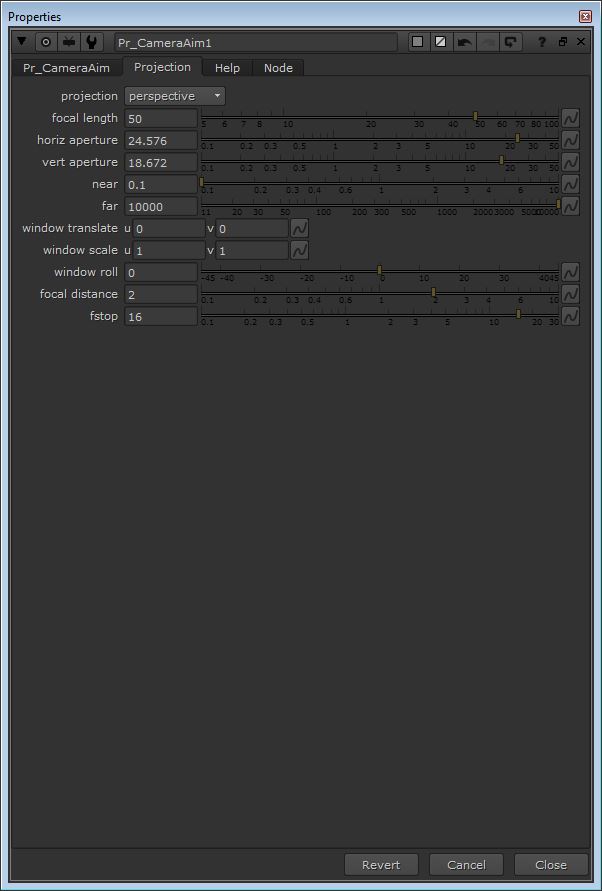 Properties
Pr_CameraAim1 ?
Pr_CameraAim Projection Help Node
projection perspective
focal length 50 5 6 7 8 10 20 30 40 50 60 70 80 100
horiz aperture 24.576 0.1 0.2 0.3 0.5 1 2 3 5 10 20 30 50
vert aperture 18.672 0.1 0.2 0.3 0.5 1 2 3 5 10 20 30 50
near 0.1 0.1 0.2 0.3 0.4 0.6 1 2 3 4 6 10
far 10000 11 20 30 50 100 200 300 500 1000 2000 3000 5000 10000
window translate u 0 v 0
window scale u 1 v 1
window roll 0 -45 -40 -30 -20 -10 0 10 20 30 40 45
focal distance 2 0.1 0.2 0.3 0.4 0.6 1 2 3 4 6 10
fstop 16 0.1 0.2 0.3 0.5 1 2 3 5 10 20 30
Revert Cancel Close